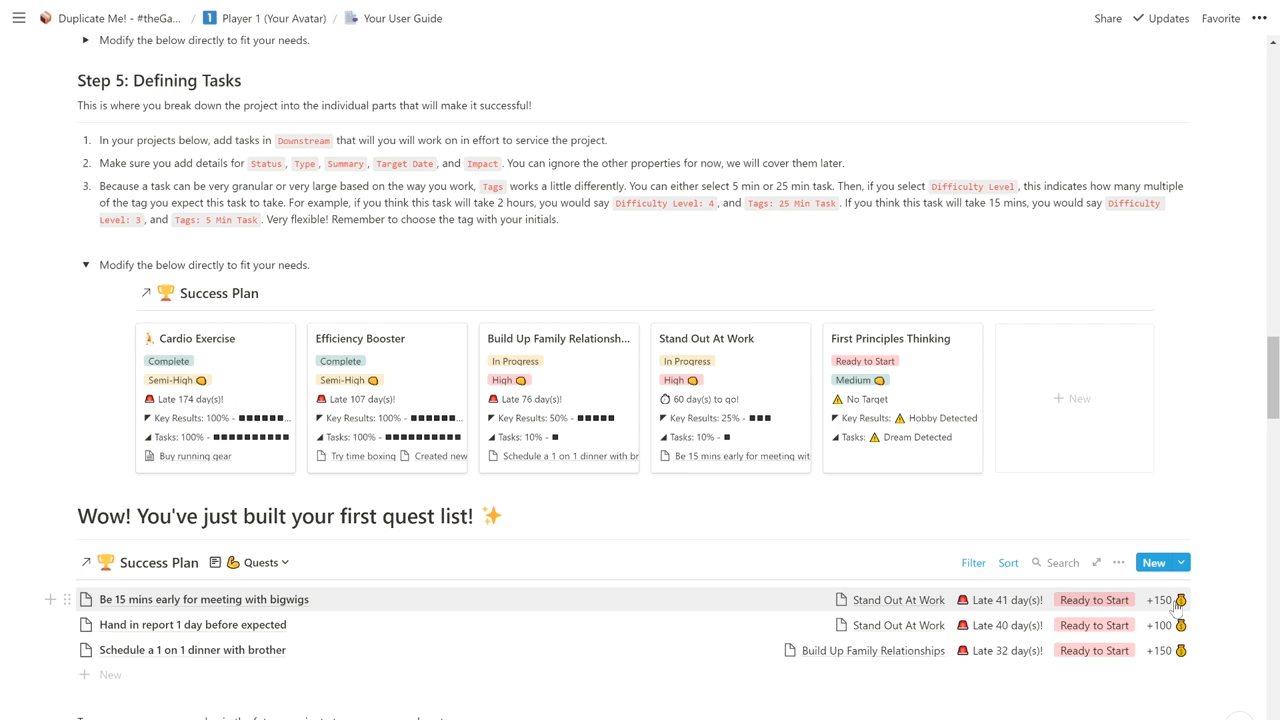 Duplicate Me! - #theGa... / 1 Player 1 (Your Avatar) / Your User Guide Share Updates Favorite •••
Modify the below directly to fit your needs.
Step 5: Defining Tasks
This is where you break down the project into the individual parts that will make it successful!
1. In your projects below, add tasks in Downstream that will you will work on in effort to service the project.
2. Make sure you add details for Status, Type, Summary, Target Date, and Impact. You can ignore the other properties for now, we will cover them later.
3. Because a task can be very granular or very large based on the way you work, Tags works a little differently. You can either select 5 min or 25 min task. Then, if you select Difficulty Level, this indicates how many multiple
of the tag you expect this task to take. For example, if you think this task will take 2 hours, you would say Difficulty Level: 4, and Tags: 25 Min Task. If you think this task will take 15 mins, you would say Difficulty
Level: 3, and Tags: 5 Min Task. Very flexible! Remember to choose the tag with your initials.
Modify the below directly to fit your needs.
Success Plan
Cardio Exercise
Complete
Semi-High
Late 174 day(s)!
Key Results: 100% - ■■■■■■...
Tasks: 100% - ■■■■■■■■■■
Buy running gear
Efficiency Booster
Complete
Semi-High
Late 107 day(s)!
Key Results: 100% - ■■■■■■...
Tasks: 100% - ■■■■■■■■■■
Try time boxing Created new
Build Up Family Relationsh...
In Progress
High
Late 76 day(s)!
Key Results: 50% - ■■■■■
Tasks: 10% - ■
Schedule a 1 on 1 dinner with br
Stand Out At Work
In Progress
High
60 day(s) to go!
Key Results: 25% - ■■■
Tasks: 10% - ■
Be 15 mins early for meeting wit
First Principles Thinking
Ready to Start
Medium
No Target
Key Results: Hobby Detected
Tasks: Dream Detected
+ New
Wow! You've just built your first quest list!
Success Plan Quests Filter Sort Search ••• New
Be 15 mins early for meeting with bigwigs Stand Out At Work Late 41 day(s)! Ready to Start +150
Hand in report 1 day before expected Stand Out At Work Late 40 day(s)! Ready to Start +100
Schedule a 1 on 1 dinner with brother Build Up Family Relationships Late 32 day(s)! Ready to Start +150
+ New